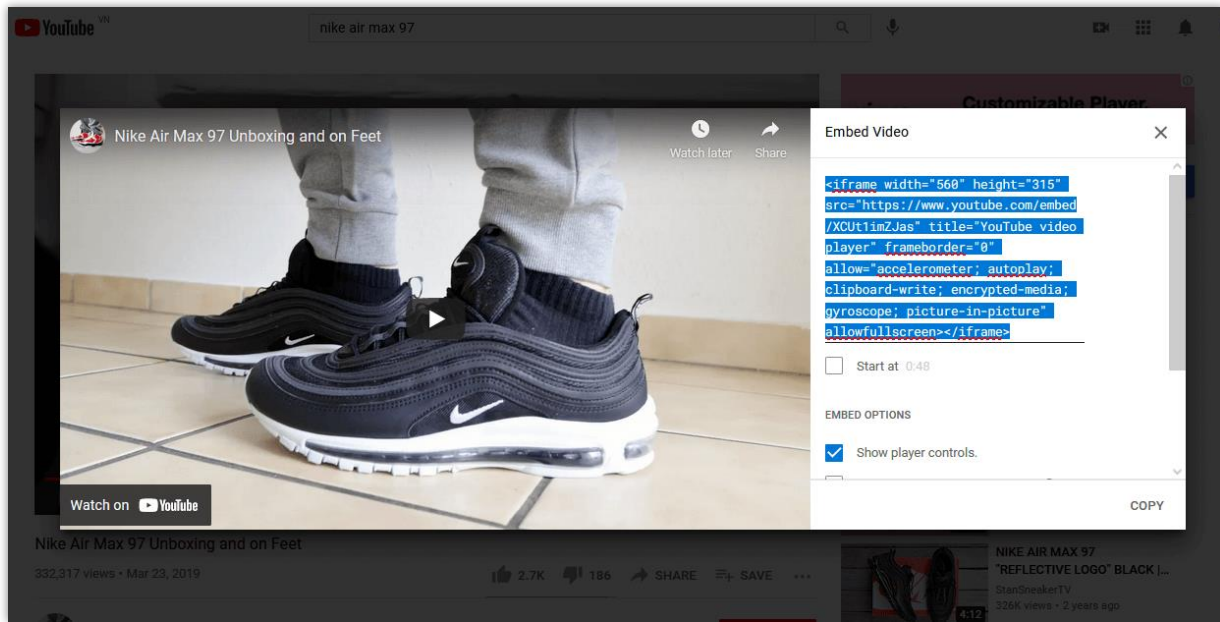 YouTube VN
nike air max 97
Customizable Player.
Nike Air Max 97 Unboxing and on Feet
Watch later
Share
Watch on YouTube
Embed Video
<iframe width="560" height="315"
src="https://www.youtube.com/embed
/XCUt1imZJas" title="YouTube video
player" frameborder="0"
allow="accelerometer; autoplay;
clipboard-write; encrypted-media;
gyroscope; picture-in-picture"
allowfullscreen></iframe>
Start at 0:48
EMBED OPTIONS
Show player controls.
COPY
Nike Air Max 97 Unboxing and on Feet
332,317 views • Mar 23, 2019
2.7K 186 SHARE SAVE
4:12
NIKE AIR MAX 97
"REFLECTIVE LOGO" BLACK |...
StanSneakerTV
326K views • 2 years ago